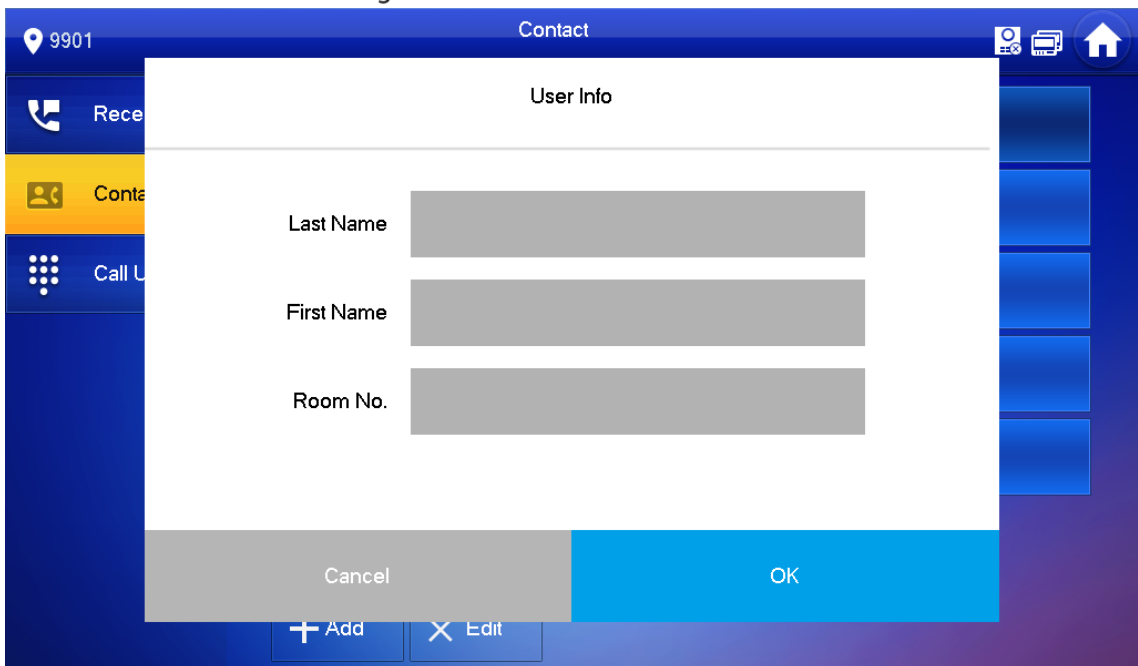 Contact
9901
User Info
Rece
Conta
Call U
Last Name
First Name
Room No.
Cancel
OK
Add
Edit